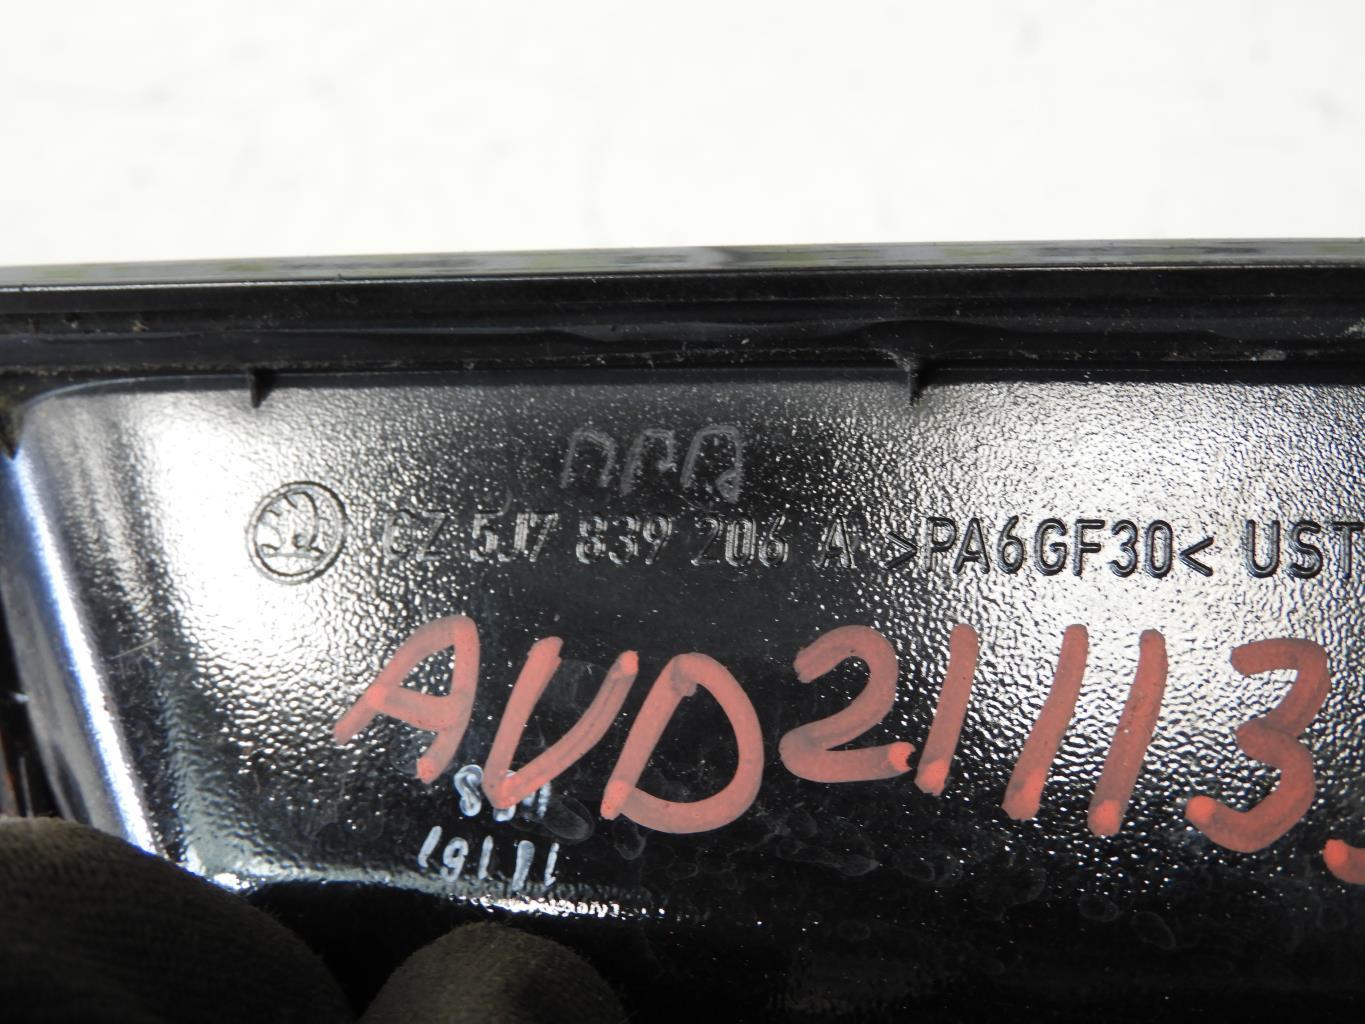 CZ 5J7 839 206 A >PA6GF30< UST
AVD21113